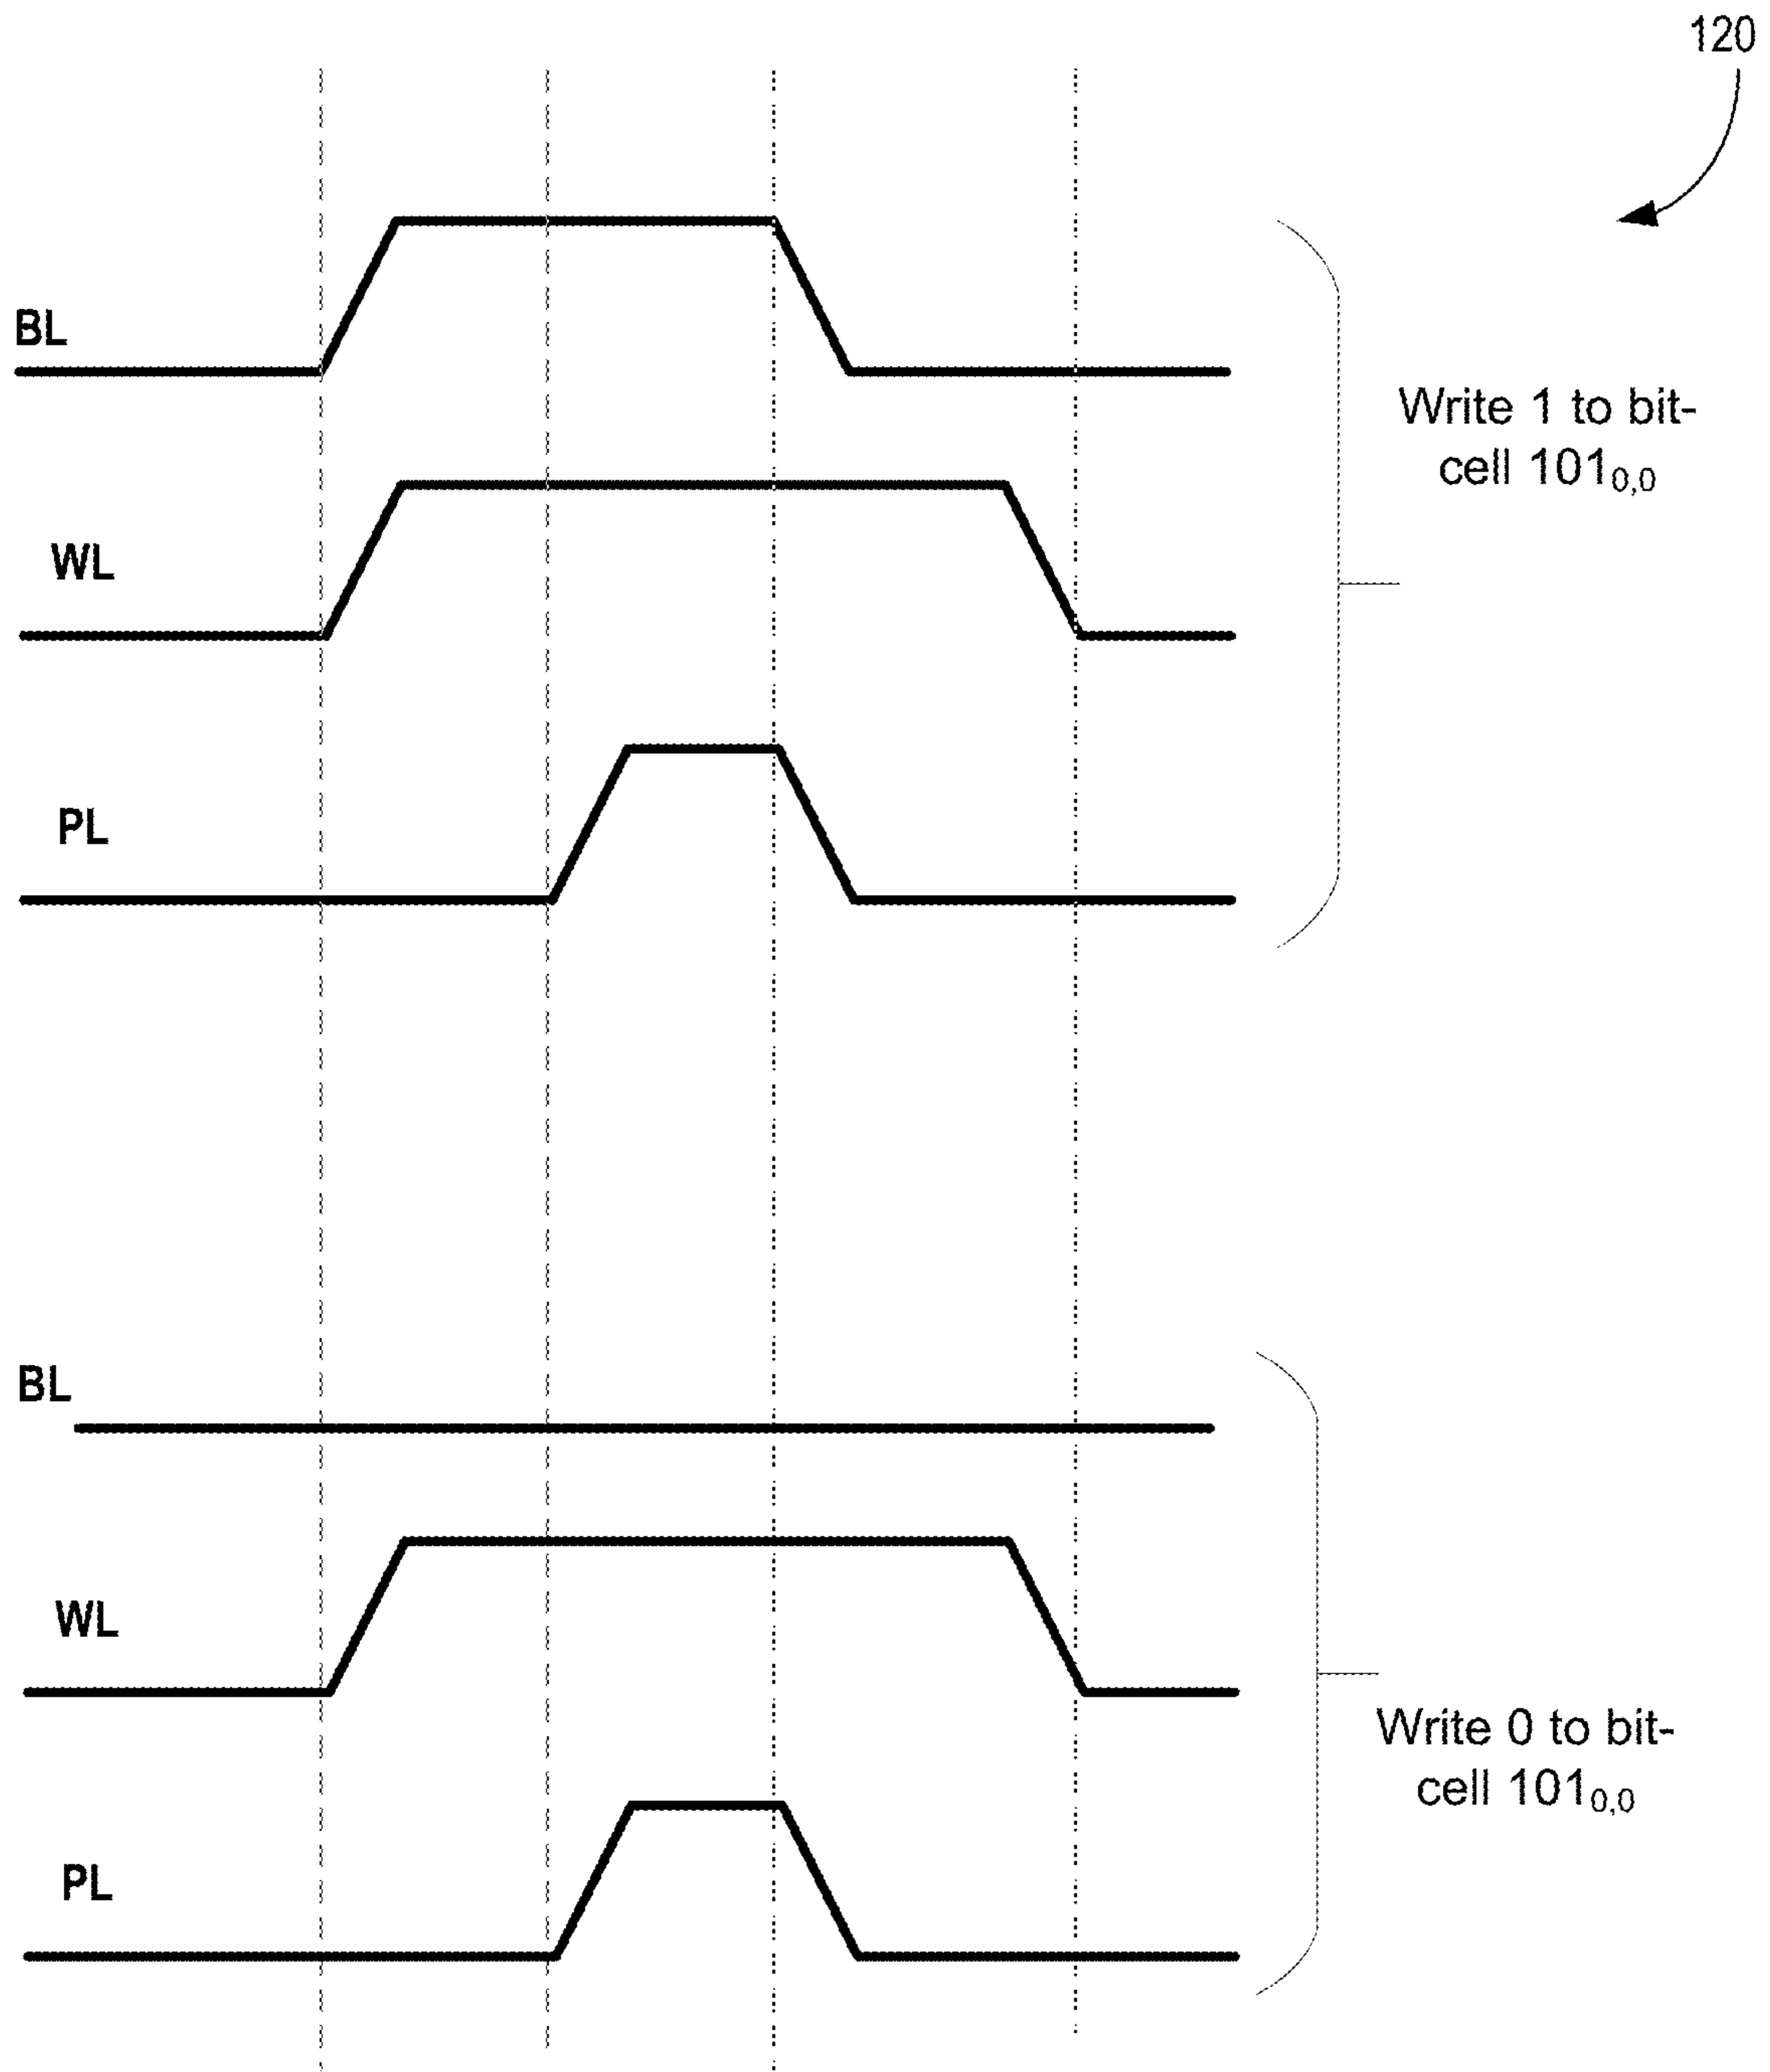 120
BL
Write 1 to bit-
cell 101₀,₀
WL
PL
BL
WL
Write 0 to bit-
cell 101₀,₀
PL